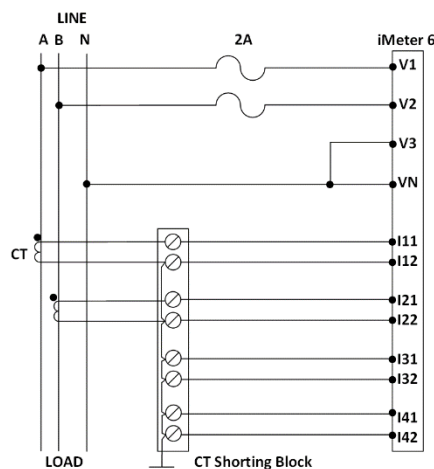 LINE
A B N 2A iMeter 6
V1
V2
V3
VN
I11
CT I12
I21
I22
I31
I32
I41
I42
LOAD CT Shorting Block